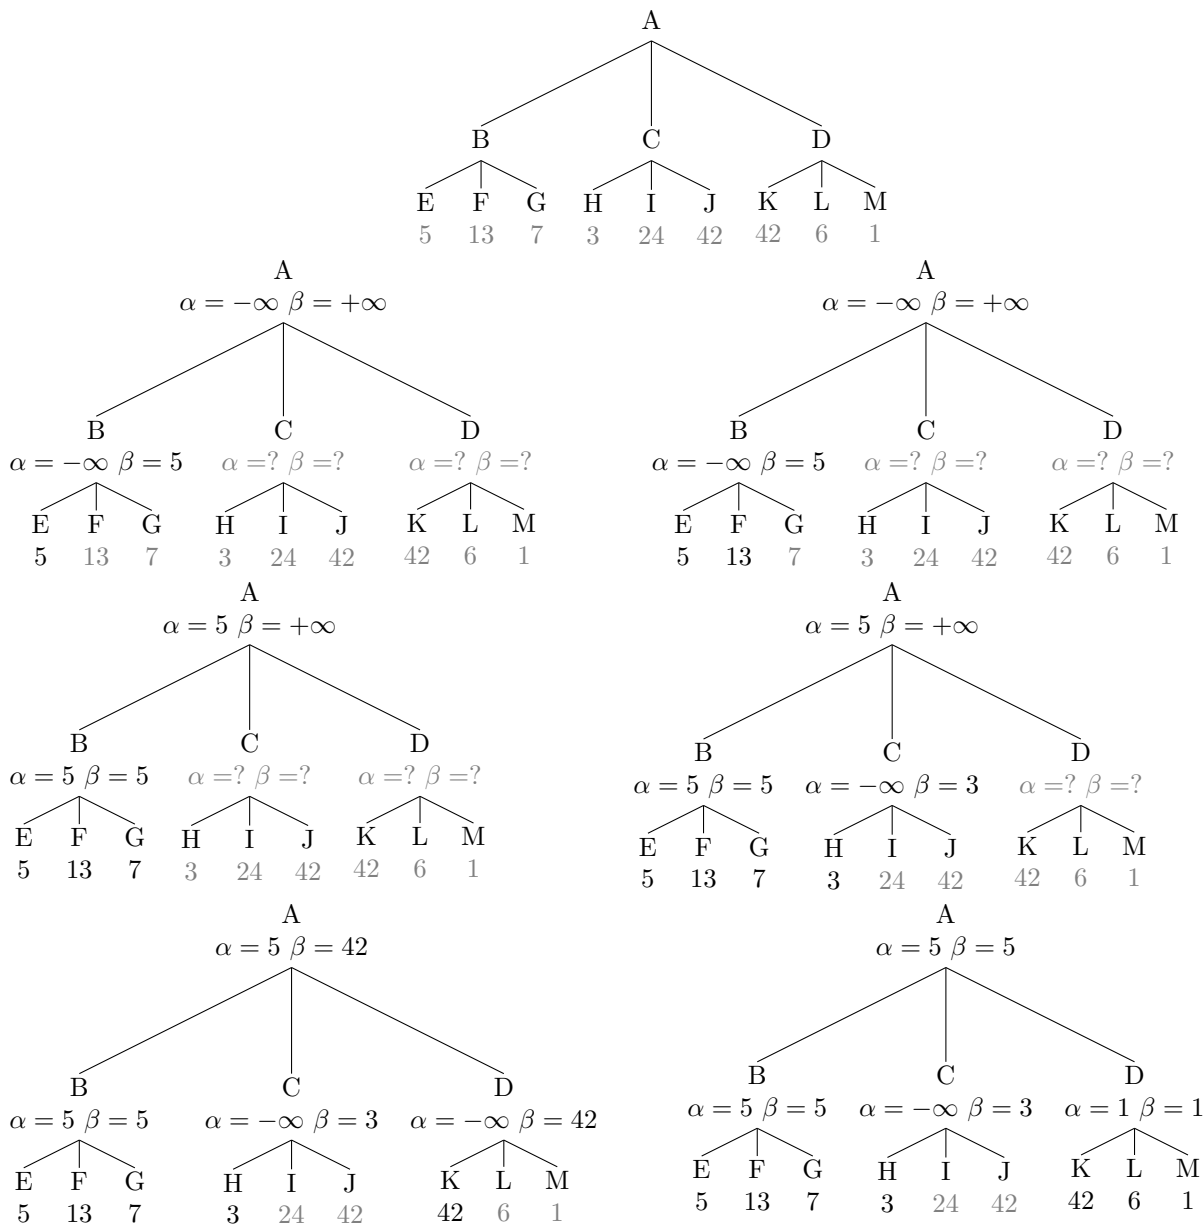 A
B C D
E F G H I J K L M
5 13 7 3 24 42 42 6 1
A
α = −∞ β = +∞
B C D
α = −∞ β = 5 α =? β =? α =? β =?
E F G H I J K L M
5 13 7 3 24 42 42 6 1
A
α = −∞ β = +∞
B C D
α = −∞ β = 5 α =? β =? α =? β =?
E F G H I J K L M
5 13 7 3 24 42 42 6 1
A
α = 5 β = +∞
B C D
α = 5 β = 5 α =? β =? α =? β =?
E F G H I J K L M
5 13 7 3 24 42 42 6 1
A
α = 5 β = +∞
B C D
α = 5 β = 5 α = −∞ β = 3 α =? β =?
E F G H I J K L M
5 13 7 3 24 42 42 6 1
A
α = 5 β = 42
B C D
α = 5 β = 5 α = −∞ β = 3 α = −∞ β = 42
E F G H I J K L M
5 13 7 3 24 42 42 6 1
A
α = 5 β = 5
B C D
α = 5 β = 5 α = −∞ β = 3 α = 1 β = 1
E F G H I J K L M
5 13 7 3 24 42 42 6 1